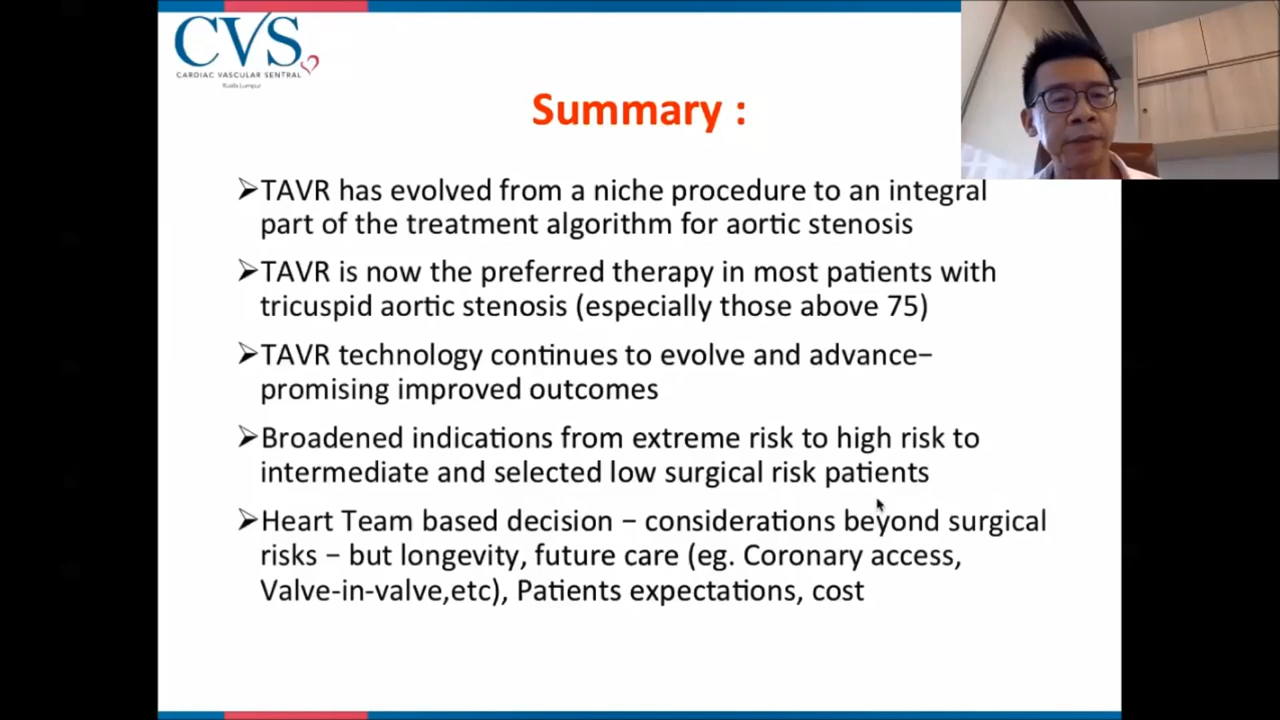 CVS
CARDIAC VASCULAR SENTRAL
Kuala Lumpur
Summary :
➢TAVR has evolved from a niche procedure to an integral
part of the treatment algorithm for aortic stenosis
➢TAVR is now the preferred therapy in most patients with
tricuspid aortic stenosis (especially those above 75)
➢TAVR technology continues to evolve and advance–
promising improved outcomes
➢Broadened indications from extreme risk to high risk to
intermediate and selected low surgical risk patients
➢Heart Team based decision – considerations beyond surgical
risks – but longevity, future care (eg. Coronary access,
Valve-in-valve,etc), Patients expectations, cost